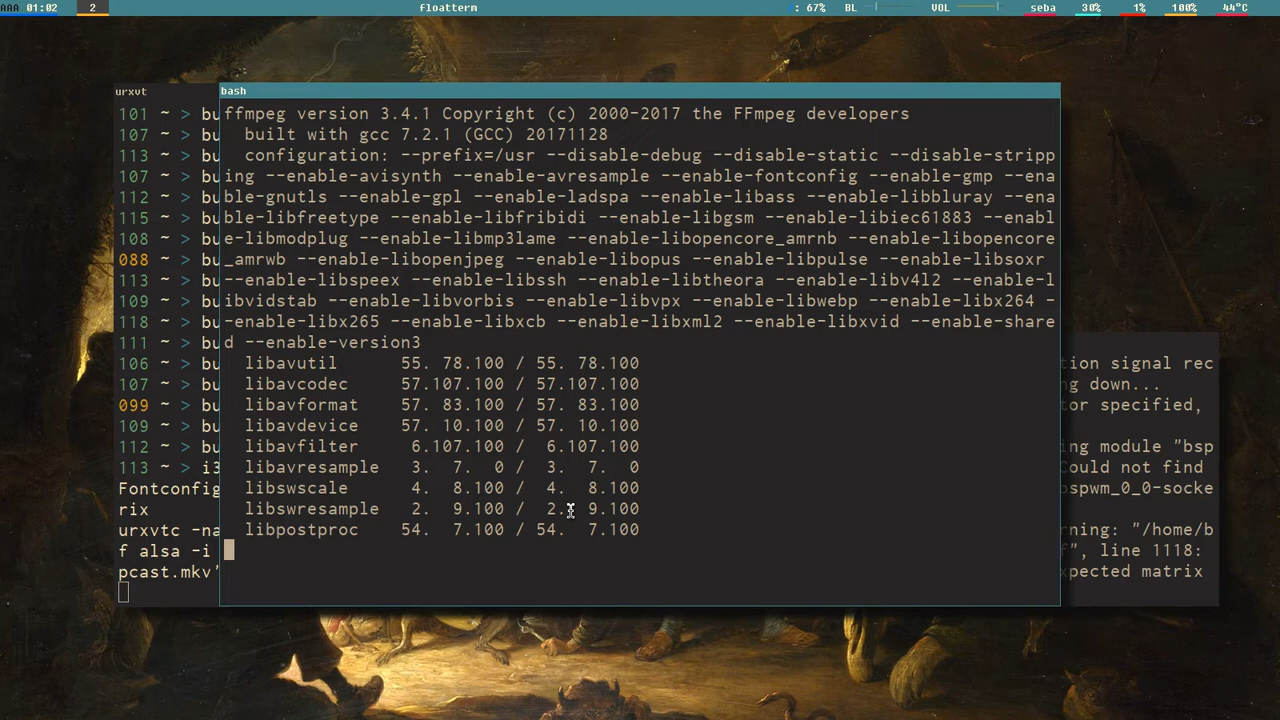 AAA 01:02 2 floatterm : 67% BL VOL seba 30% 1% 100% 44°C
urxvt
101 ~ > bu
107 ~ > bu
113 ~ > bu
107 ~ > bu
112 ~ > bu
115 ~ > bu
108 ~ > bu
088 ~ > bu
113 ~ > bu
109 ~ > bu
118 ~ > bu
111 ~ > bu
106 ~ > bu
107 ~ > bu
099 ~ > bu
109 ~ > bu
112 ~ > bu
113 ~ > i3
Fontconfig
rix
urxvtc -na
f alsa -i
pcast.mkv'
bash
ffmpeg version 3.4.1 Copyright (c) 2000-2017 the FFmpeg developers
built with gcc 7.2.1 (GCC) 20171128
configuration: --prefix=/usr --disable-debug --disable-static --disable-stripp
ing --enable-avisynth --enable-avresample --enable-fontconfig --enable-gmp --ena
ble-gnutls --enable-gpl --enable-ladspa --enable-libass --enable-libbluray --ena
ble-libfreetype --enable-libfribidi --enable-libgsm --enable-libiec61883 --enabl
e-libmodplug --enable-libmp3lame --enable-libopencore_amrnb --enable-libopencore
_amrwb --enable-libopenjpeg --enable-libopus --enable-libpulse --enable-libsoxr
--enable-libspeex --enable-libssh --enable-libtheora --enable-libv4l2 --enable-l
ibvidstab --enable-libvorbis --enable-libvpx --enable-libwebp --enable-libx264 -
-enable-libx265 --enable-libxcb --enable-libxml2 --enable-libxvid --enable-share
d --enable-version3
libavutil 55. 78.100 / 55. 78.100
libavcodec 57.107.100 / 57.107.100
libavformat 57. 83.100 / 57. 83.100
libavdevice 57. 10.100 / 57. 10.100
libavfilter 6.107.100 / 6.107.100
libavresample 3. 7. 0 / 3. 7. 0
libswscale 4. 8.100 / 4. 8.100
libswresample 2. 9.100 / 2. 9.100
libpostproc 54. 7.100 / 54. 7.100
tion signal rec
ng down...
tor specified,
ing module "bsp
Could not find
bspwm_0_0-socke
rning: "/home/b
f", line 1118:
xpected matrix